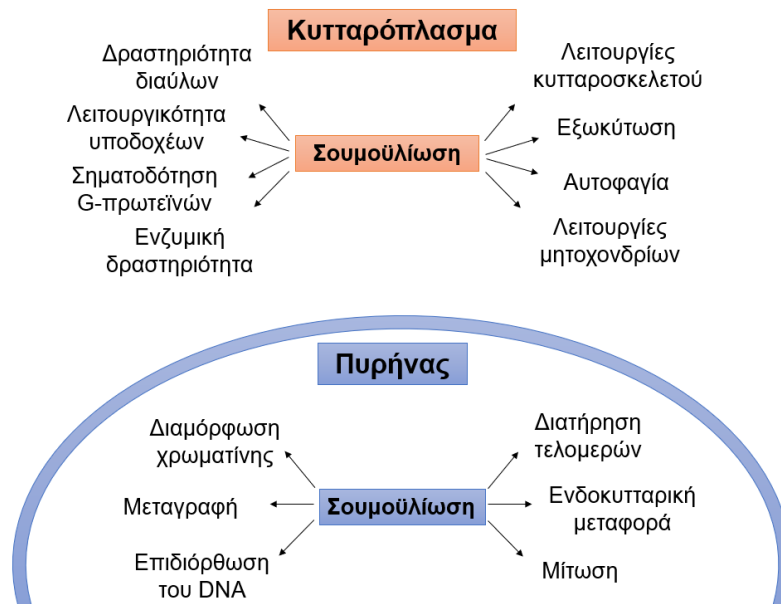 Κυτταρόπλασμα
Δραστηριότητα
διαύλων
Λειτουργικότητα
υποδοχέων
Σηματοδότηση
G-πρωτεϊνών
Ενζυμική
δραστηριότητα
Σουμοϋλίωση
Λειτουργίες
κυτταροσκελετού
Εξωκύτωση
Αυτοφαγία
Λειτουργίες
μητοχονδρίων
Πυρήνας
Διαμόρφωση
χρωματίνης
Μεταγραφή
Επιδιόρθωση
του DNA
Σουμοϋλίωση
Διατήρηση
τελομερών
Ενδοκυτταρική
μεταφορά
Μίτωση